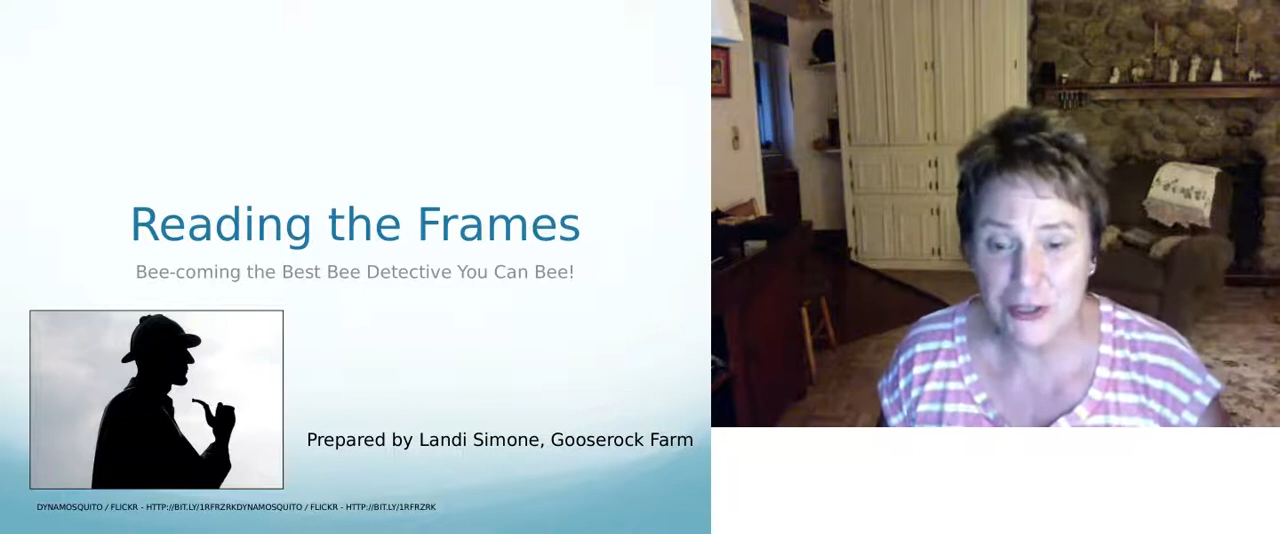 Reading the Frames
Bee-coming the Best Bee Detective You Can Bee!
Prepared by Landi Simone, Gooserock Farm
DYNAMOSQUITO / FLICKR - HTTP://BIT.LY/1RFRZRKDYNAMOSQUITO / FLICKR - HTTP://BIT.LY/1RFRZRK